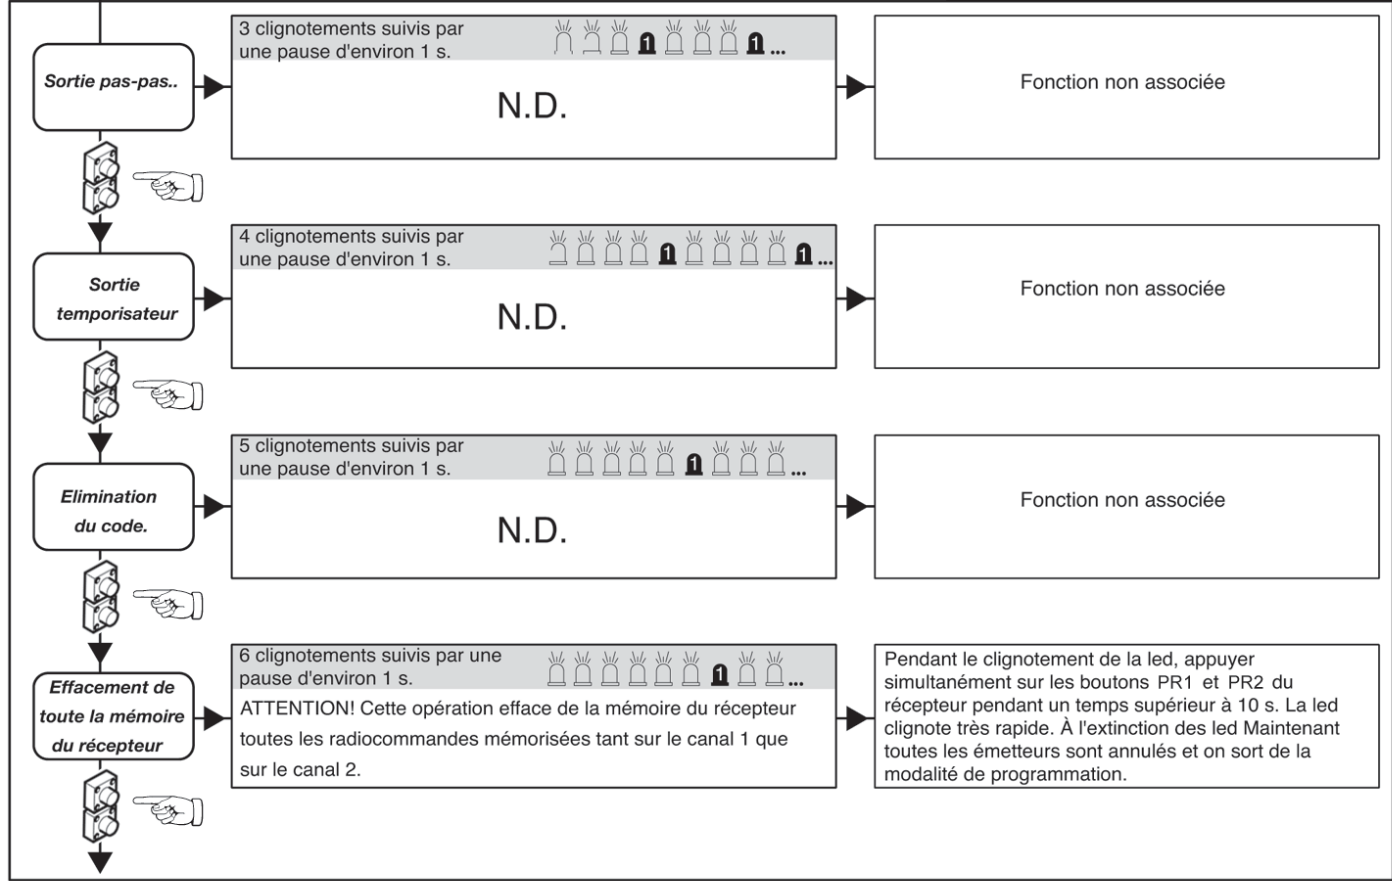 3 clignotements suivis par
une pause d'environ 1 s.
1 1 ...
Sortie pas-pas..
N.D.
Fonction non associée
4 clignotements suivis par
une pause d'environ 1 s.
1 1 ...
Sortie
temporisateur
N.D.
Fonction non associée
5 clignotements suivis par
une pause d'environ 1 s.
1 ...
Elimination
du code.
N.D.
Fonction non associée
6 clignotements suivis par une
pause d'environ 1 s.
1 ...
Effacement de
toute la mémoire
du récepteur
ATTENTION! Cette opération efface de la mémoire du récepteur
toutes les radiocommandes mémorisées tant sur le canal 1 que
sur le canal 2.
Pendant le clignotement de la led, appuyer
simultanément sur les boutons PR1 et PR2 du
récepteur pendant un temps supérieur à 10 s. La led
clignote très rapide. À l'extinction des led Maintenant
toutes les émetteurs sont annulés et on sort de la
modalité de programmation.